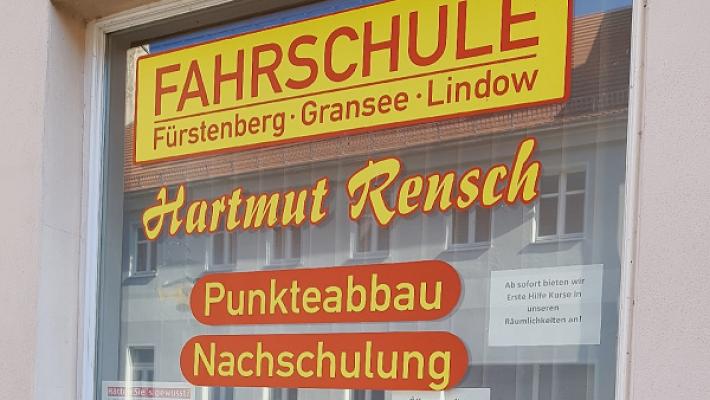 FAHRSCHULE
Fürstenberg · Gransee · Lindow
Hartmut Rensch
Punkteabbau
Nachschulung
Ab sofort bieten wir
Erste Hilfe Kurse in
unseren
Räumlichkeiten an!